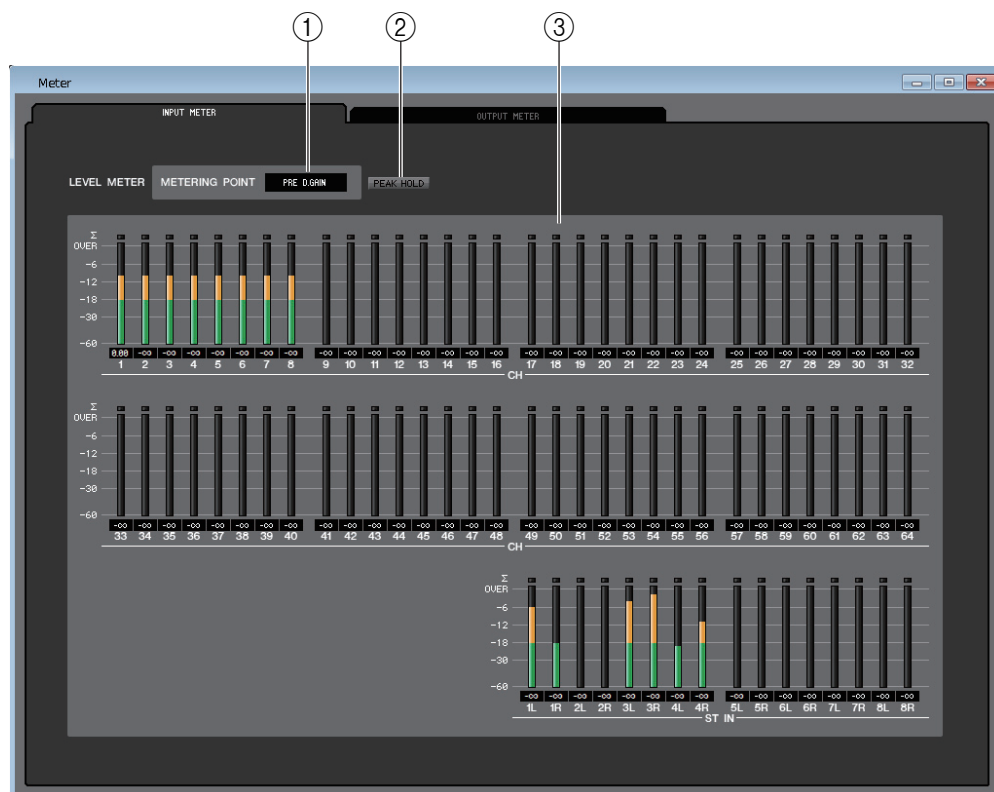 ① ② ③
Meter
INPUT METER OUTPUT METER
LEVEL METER METERING POINT PRE D.GAIN PEAK HOLD
Σ
OVER
-6
-12
-18
-30
-60
0.00 -∞ -∞ -∞ -∞ -∞ -∞ -∞ -∞ -∞ -∞ -∞ -∞ -∞ -∞ -∞ -∞ -∞ -∞ -∞ -∞ -∞ -∞ -∞ -∞ -∞ -∞ -∞ -∞ -∞ -∞ -∞
1 2 3 4 5 6 7 8 9 10 11 12 13 14 15 16 17 18 19 20 21 22 23 24 25 26 27 28 29 30 31 32
CH
Σ
OVER
-6
-12
-18
-30
-60
-∞ -∞ -∞ -∞ -∞ -∞ -∞ -∞ -∞ -∞ -∞ -∞ -∞ -∞ -∞ -∞ -∞ -∞ -∞ -∞ -∞ -∞ -∞ -∞ -∞ -∞ -∞ -∞ -∞ -∞ -∞ -∞
33 34 35 36 37 38 39 40 41 42 43 44 45 46 47 48 49 50 51 52 53 54 55 56 57 58 59 60 61 62 63 64
CH
Σ
OVER
-6
-12
-18
-30
-60
-∞ -∞ -∞ -∞ -∞ -∞ -∞ -∞ -∞ -∞ -∞ -∞ -∞ -∞ -∞ -∞
1L 1R 2L 2R 3L 3R 4L 4R 5L 5R 6L 6R 7L 7R 8L 8R
ST IN